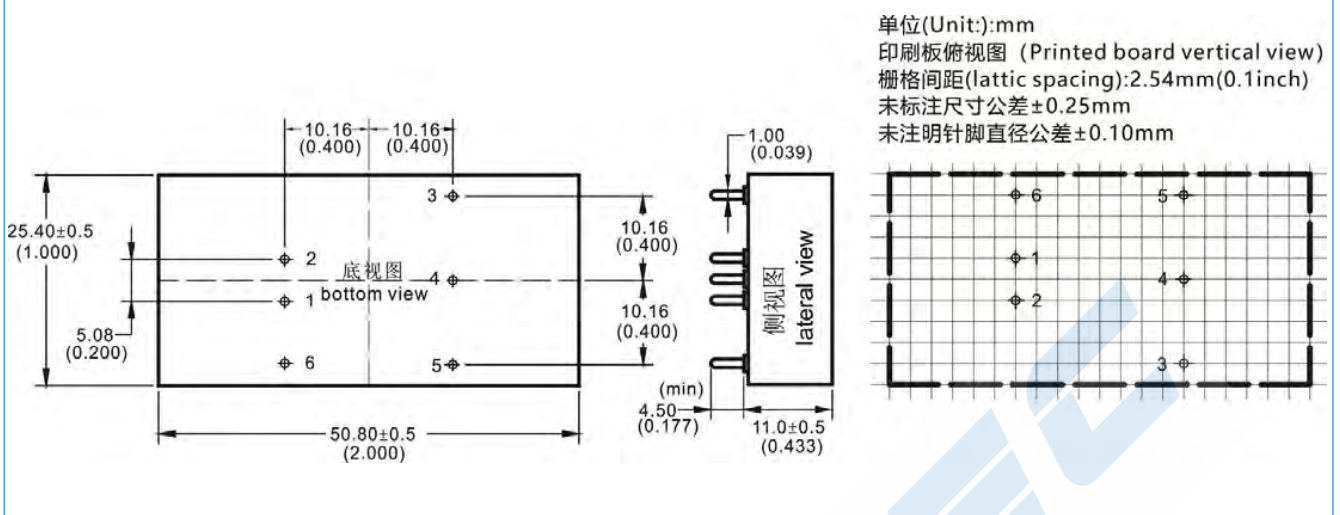 单位(Unit:):mm
印刷板俯视图（Printed board vertical view)
栅格间距(lattic spacing):2.54mm(0.1inch)
未标注尺寸公差±0.25mm
未注明针脚直径公差±0.10mm
10.16
(0.400)
10.16
(0.400)
25.40±0.5
(1.000)
5.08
(0.200)
3
2
底视图
4
bottom view
1
6
5
10.16
(0.400)
10.16
(0.400)
50.80±0.5
(2.000)
1.00
(0.039)
侧视图
lateral view
(min)
4.50
(0.177)
11.0±0.5
(0.433)
6
5
1
4
2
3
EC